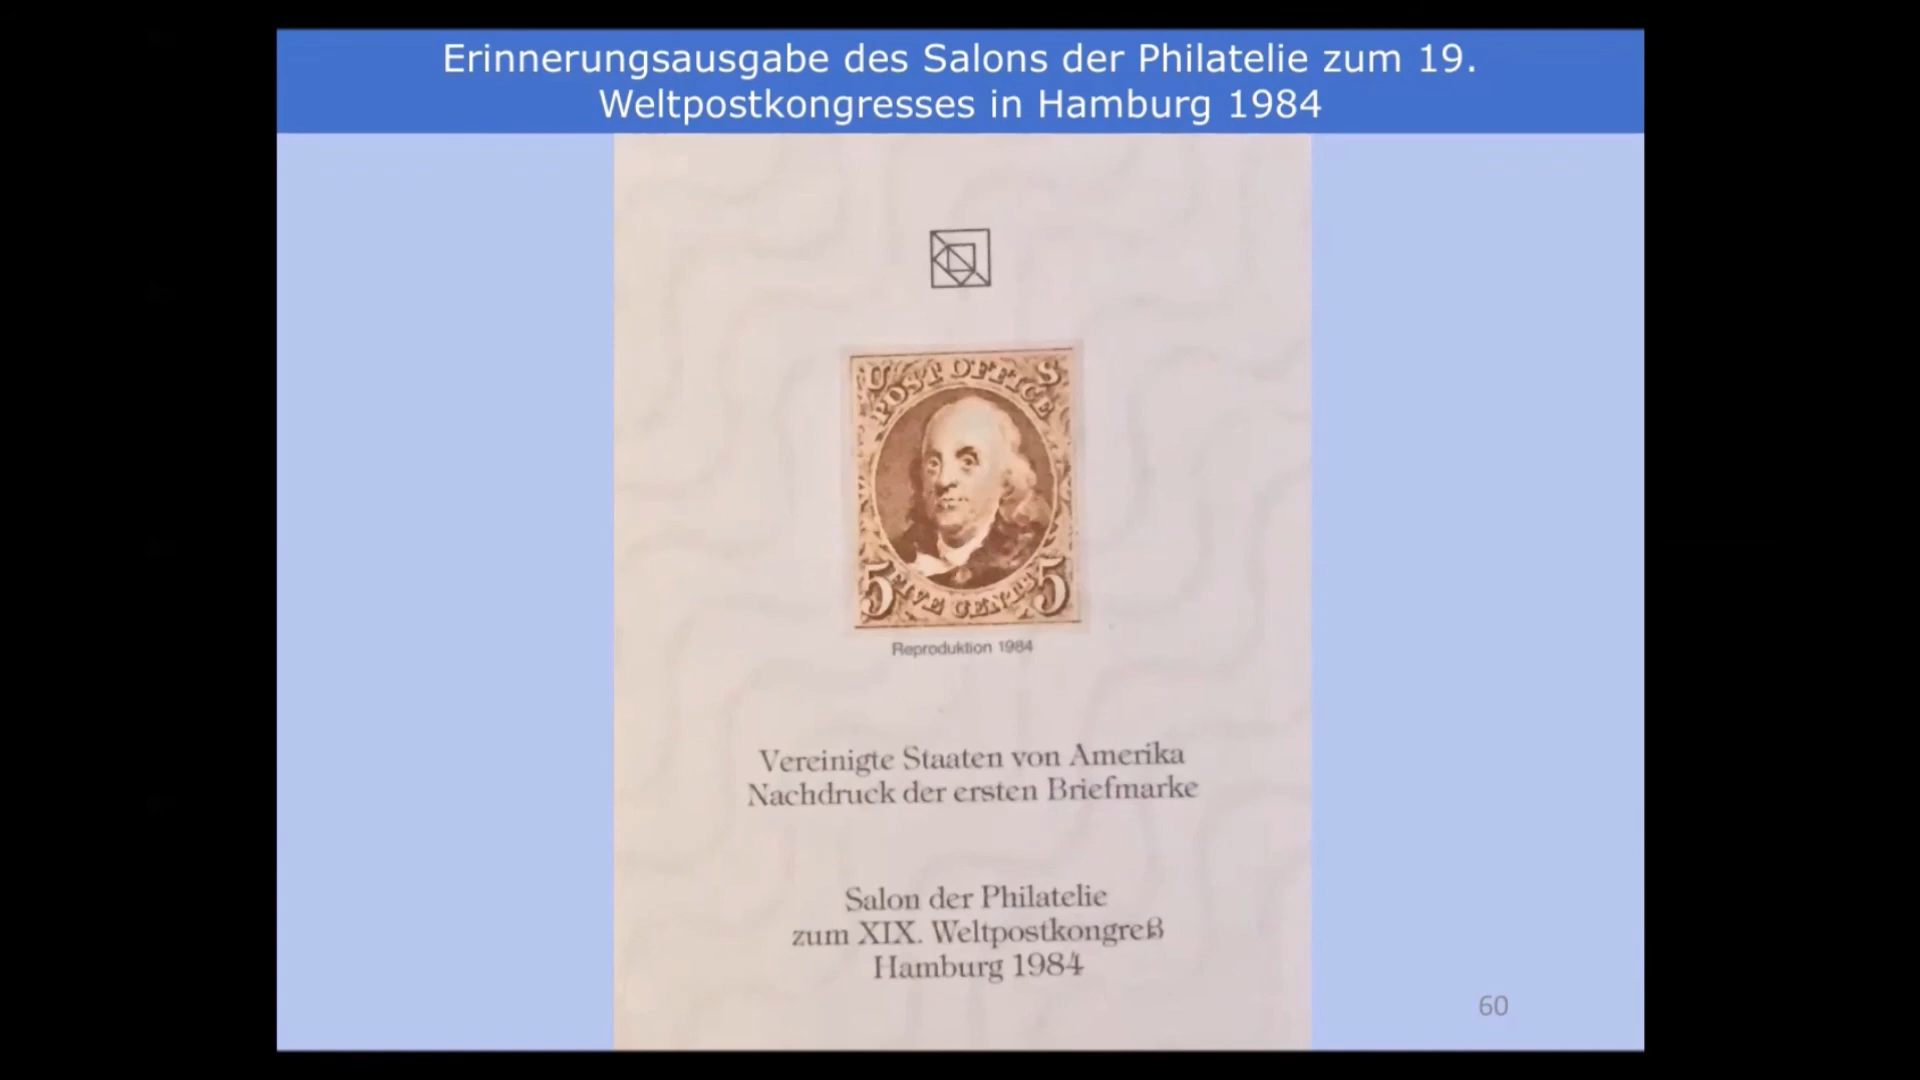 Erinnerungsausgabe des Salons der Philatelie zum 19.
Weltpostkongresses in Hamburg 1984
U S
POST OFFICE
5 FIVE CENTS 5
Reproduktion 1984
Vereinigte Staaten von Amerika
Nachdruck der ersten Briefmarke
Salon der Philatelie
zum XIX. Weltpostkongreß
Hamburg 1984
60